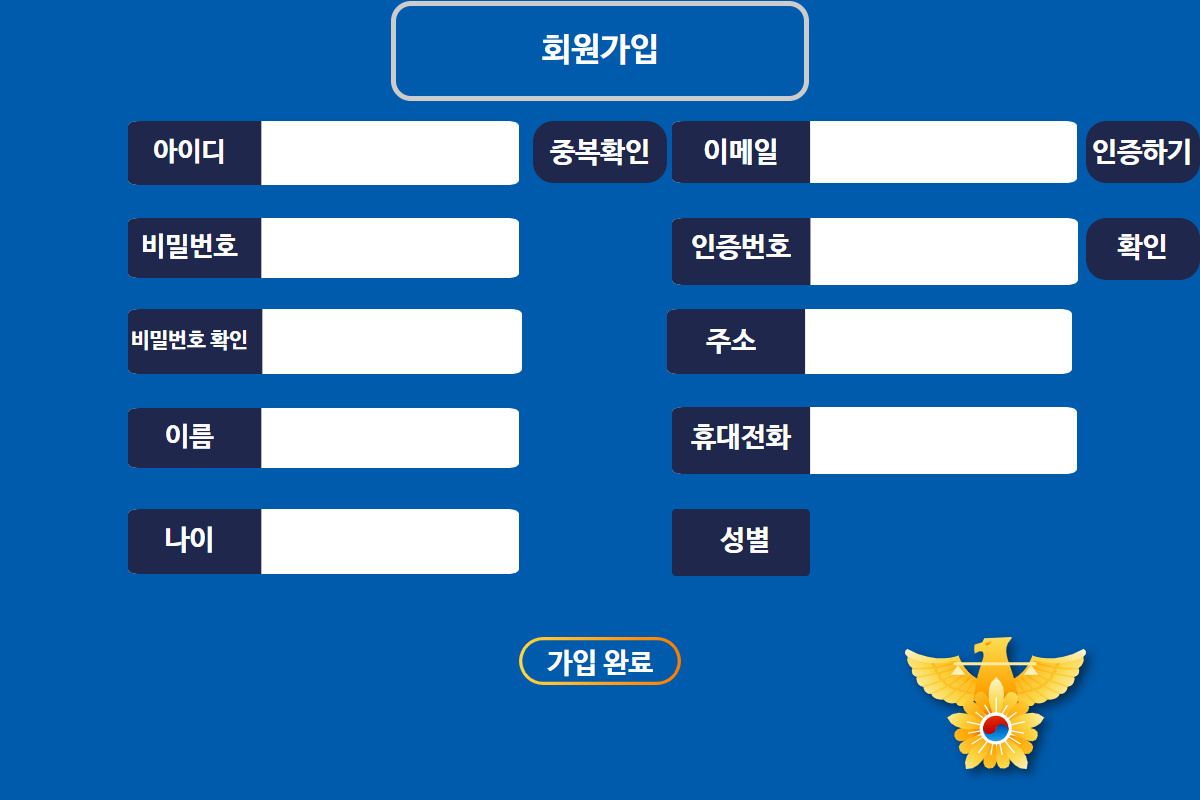 회원가입
아이디
중복확인
이메일
인증하기
비밀번호
인증번호
확인
비밀번호 확인
주소
이름
휴대전화
나이
성별
가입 완료